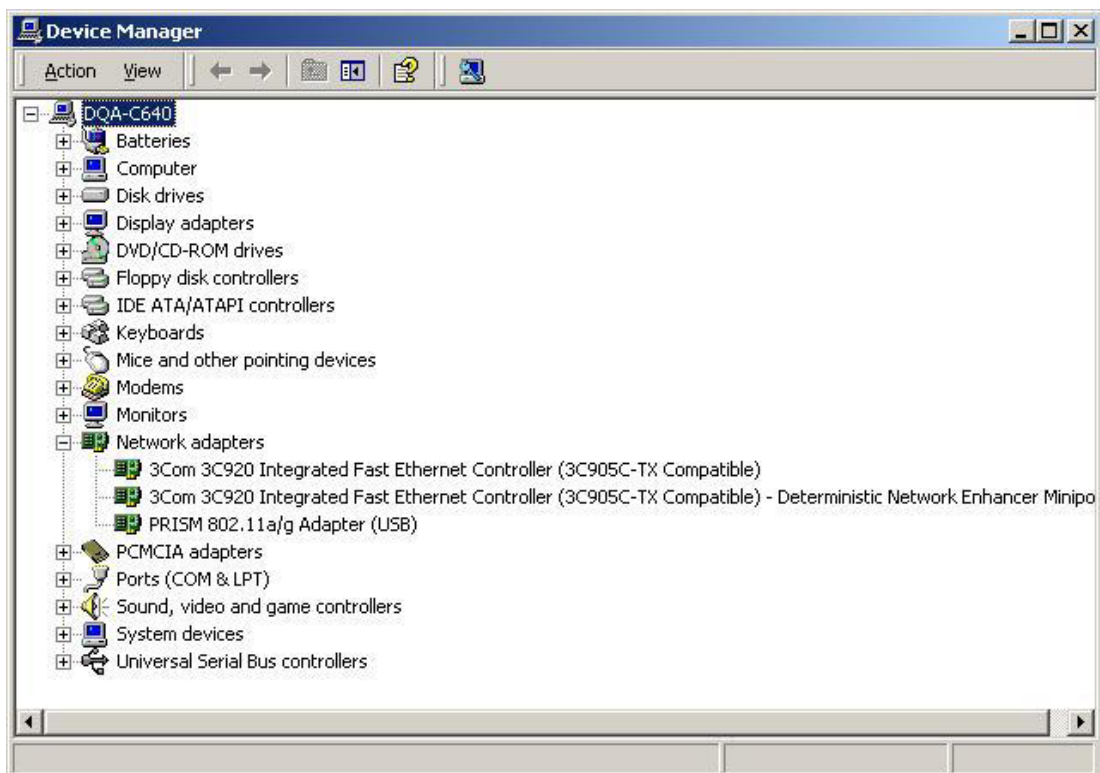 Device Manager
Action View
DQA-C640
Batteries
Computer
Disk drives
Display adapters
DVD/CD-ROM drives
Floppy disk controllers
IDE ATA/ATAPI controllers
Keyboards
Mice and other pointing devices
Modems
Monitors
Network adapters
3Com 3C920 Integrated Fast Ethernet Controller (3C905C-TX Compatible)
3Com 3C920 Integrated Fast Ethernet Controller (3C905C-TX Compatible) - Deterministic Network Enhancer Minipo
PRISM 802.11a/g Adapter (USB)
PCMCIA adapters
Ports (COM & LPT)
Sound, video and game controllers
System devices
Universal Serial Bus controllers